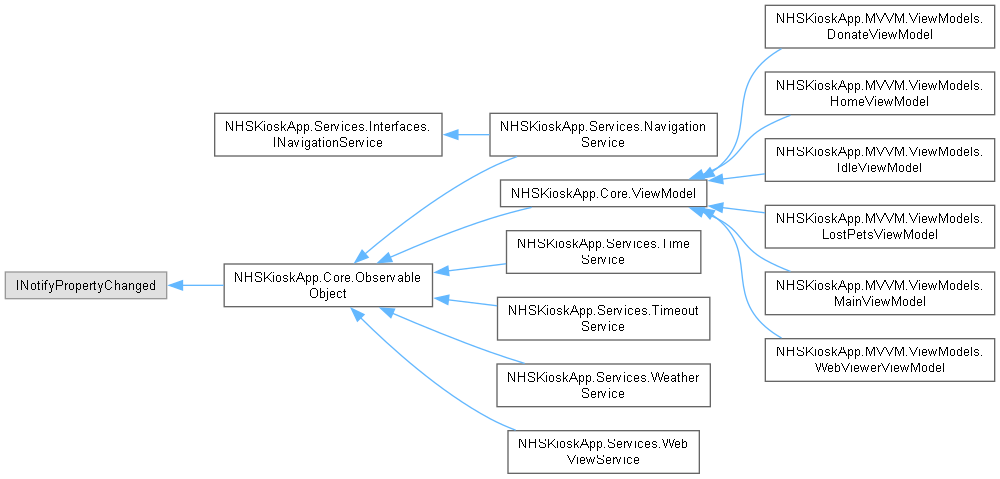 NHSKioskApp.MVVM.ViewModels.
DonateViewModel
NHSKioskApp.MVVM.ViewModels.
HomeViewModel
NHSKioskApp.Services.Interfaces.
INavigationService
NHSKioskApp.Services.Navigation
Service
NHSKioskApp.MVVM.ViewModels.
IdleViewModel
NHSKioskApp.Core.ViewModel
NHSKioskApp.MVVM.ViewModels.
LostPetsViewModel
NHSKioskApp.Services.Time
Service
INotifyPropertyChanged
NHSKioskApp.Core.Observable
Object
NHSKioskApp.MVVM.ViewModels.
MainViewModel
NHSKioskApp.Services.Timeout
Service
NHSKioskApp.MVVM.ViewModels.
WebViewerViewModel
NHSKioskApp.Services.Weather
Service
NHSKioskApp.Services.Web
ViewService